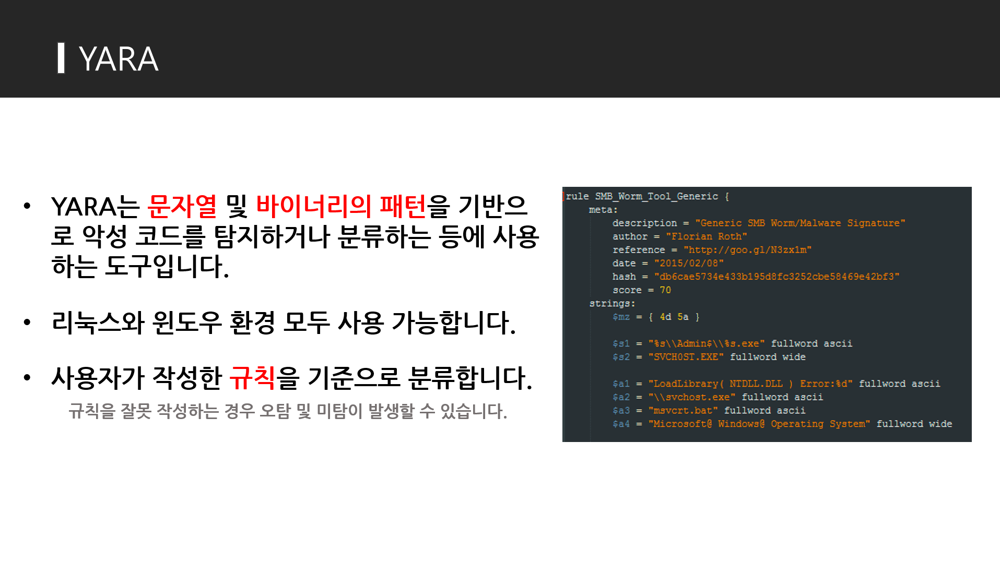 YARA
• YARA는 문자열 및 바이너리의 패턴을 기반으
로 악성 코드를 탐지하거나 분류하는 등에 사용
하는 도구입니다.
• 리눅스와 윈도우 환경 모두 사용 가능합니다.
• 사용자가 작성한 규칙을 기준으로 분류합니다.
규칙을 잘못 작성하는 경우 오탐 및 미탐이 발생할 수 있습니다.
rule SMB_Worm_Tool_Generic {
meta:
description = "Generic SMB Worm/Malware Signature"
author = "Florian Roth"
reference = "http://goo.gl/N3zx1m"
date = "2015/02/08"
hash = "db6cae5734e433b195d8fc3252cbe58469e42bf3"
score = 70
strings:
$mz = { 4d 5a }
$s1 = "%s\\Admin$\\%s.exe" fullword ascii
$s2 = "SVCH0ST.EXE" fullword wide
$a1 = "LoadLibrary( NTDLL.DLL ) Error:%d" fullword ascii
$a2 = "\\svchost.exe" fullword ascii
$a3 = "msvcrt.bat" fullword ascii
$a4 = "Microsoft@ Windows@ Operating System" fullword wide